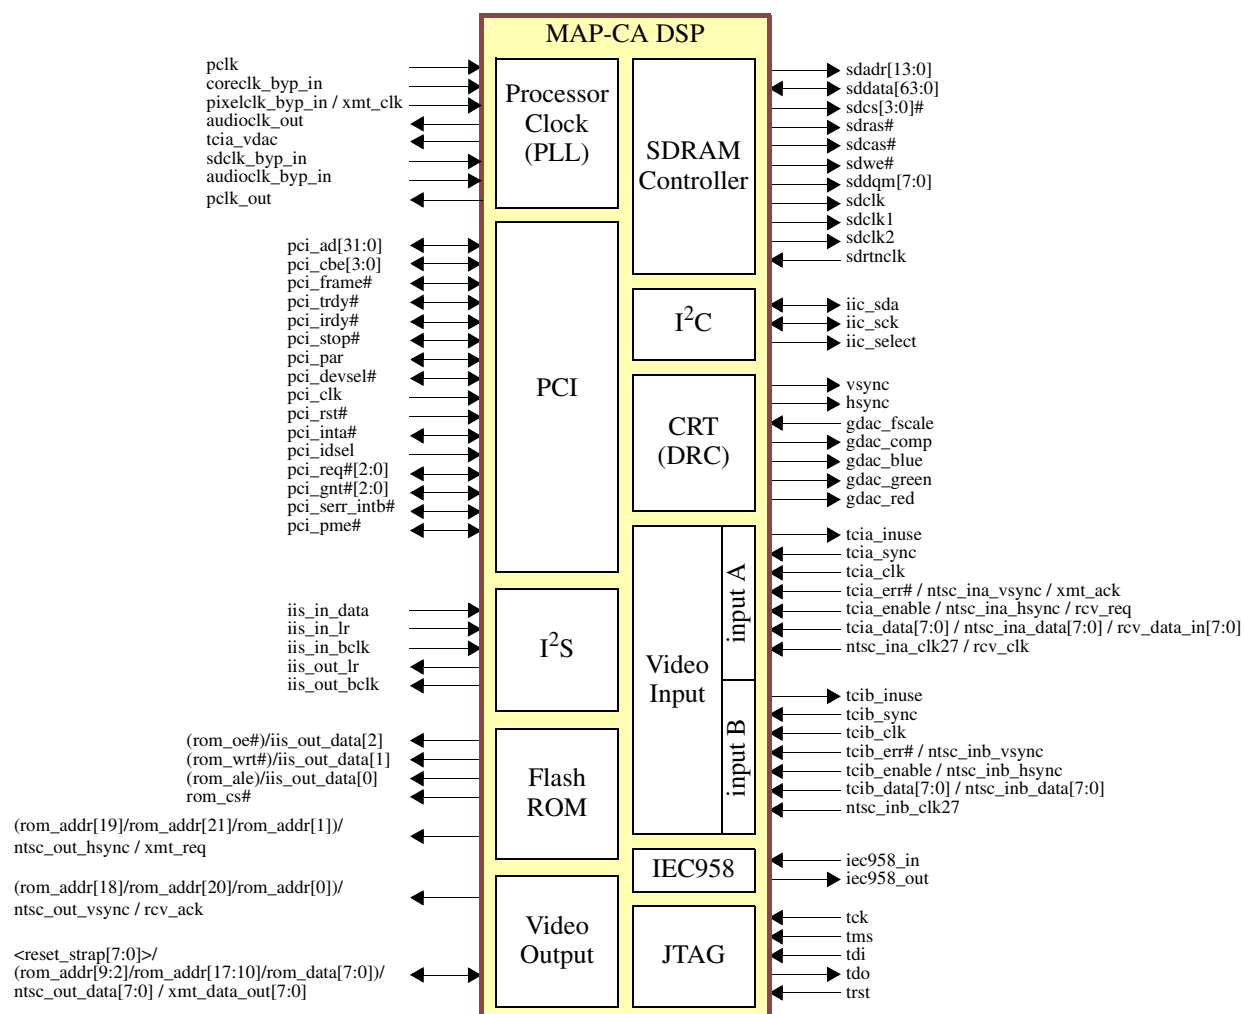 MAP-CA DSP
pclk
coreclk_byp_in
pixelclk_byp_in / xmt_clk
audioclk_out
tcia_vdac
sdclk_byp_in
audioclk_byp_in
pclk_out
Processor
Clock
(PLL)
pci_ad[31:0]
pci_cbe[3:0]
pci_frame#
pci_trdy#
pci_irdy#
pci_stop#
pci_par
pci_devsel#
pci_clk
pci_rst#
pci_inta#
pci_idsel
pci_req#[2:0]
pci_gnt#[2:0]
pci_serr_intb#
pci_pme#
PCI
iis_in_data
iis_in_lr
iis_in_bclk
iis_out_lr
iis_out_bclk
I2S
(rom_oe#)/iis_out_data[2]
(rom_wrt#)/iis_out_data[1]
(rom_ale)/iis_out_data[0]
rom_cs#
(rom_addr[19]/rom_addr[21]/rom_addr[1])/
ntsc_out_hsync / xmt_req
Flash
ROM
(rom_addr[18]/rom_addr[20]/rom_addr[0])/
ntsc_out_vsync / rcv_ack
<reset_strap[7:0]>/
(rom_addr[9:2]/rom_addr[17:10]/rom_data[7:0])/
ntsc_out_data[7:0] / xmt_data_out[7:0]
Video
Output
SDRAM
Controller
sdadr[13:0]
sddata[63:0]
sdcs[3:0]#
sdras#
sdcas#
sdwe#
sddqm[7:0]
sdclk
sdclk1
sdclk2
sdrtnclk
I2C
iic_sda
iic_sck
iic_select
CRT
(DRC)
vsync
hsync
gdac_fscale
gdac_comp
gdac_blue
gdac_green
gdac_red
Video
Input
input A
tcia_inuse
tcia_sync
tcia_clk
tcia_err# / ntsc_ina_vsync / xmt_ack
tcia_enable / ntsc_ina_hsync / rcv_req
tcia_data[7:0] / ntsc_ina_data[7:0] / rcv_data_in[7:0]
ntsc_ina_clk27 / rcv_clk
input B
tcib_inuse
tcib_sync
tcib_clk
tcib_err# / ntsc_inb_vsync
tcib_enable / ntsc_inb_hsync
tcib_data[7:0] / ntsc_inb_data[7:0]
ntsc_inb_clk27
IEC958
iec958_in
iec958_out
JTAG
tck
tms
tdi
tdo
trst